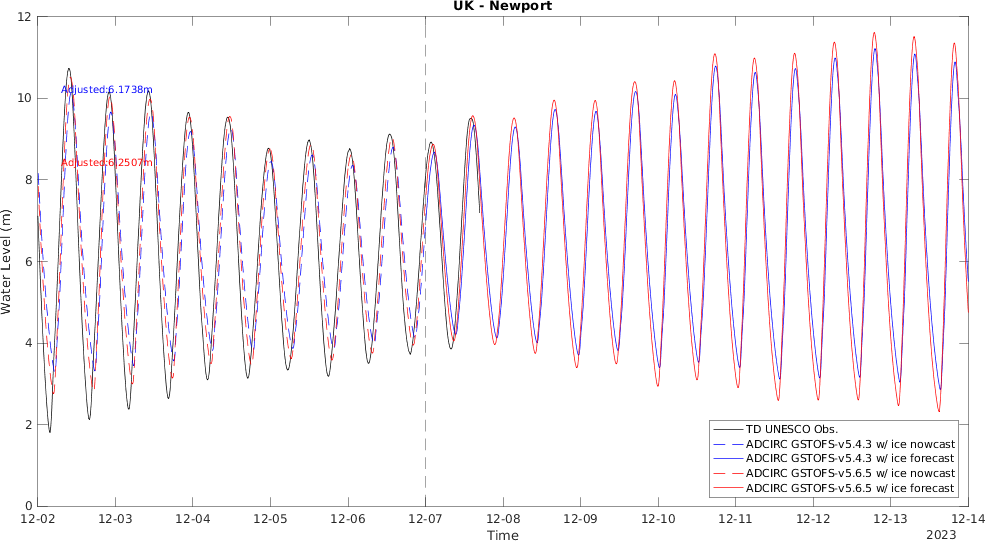 UK - Newport
12
10
8
6
4
2
0
Water Level (m)
Adjusted:6.1738m
Adjusted:6.2507m
TD UNESCO Obs.
ADCIRC GSTOFS-v5.4.3 w/ ice nowcast
ADCIRC GSTOFS-v5.4.3 w/ ice forecast
ADCIRC GSTOFS-v5.6.5 w/ ice nowcast
ADCIRC GSTOFS-v5.6.5 w/ ice forecast
12-02 12-03 12-04 12-05 12-06 12-07 12-08 12-09 12-10 12-11 12-12 12-13 12-14
Time
2023